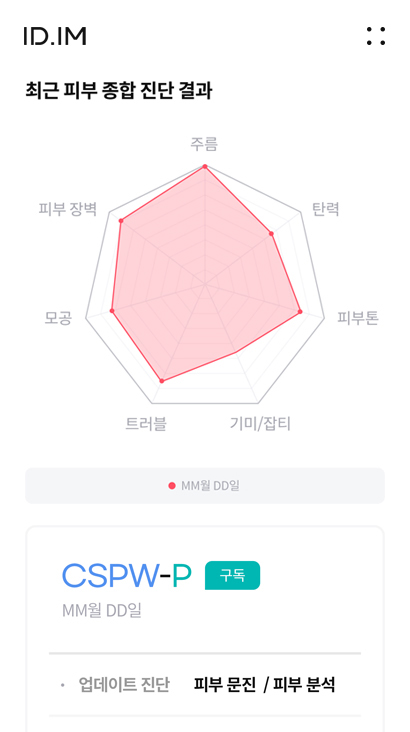 ID.IM
최근 피부 종합 진단 결과
주름
피부 장벽
탄력
모공
피부톤
트러블
기미/잡티
MM월 DD일
CSPW-P 구독
MM월 DD일
· 업데이트 진단 피부 문진 / 피부 분석